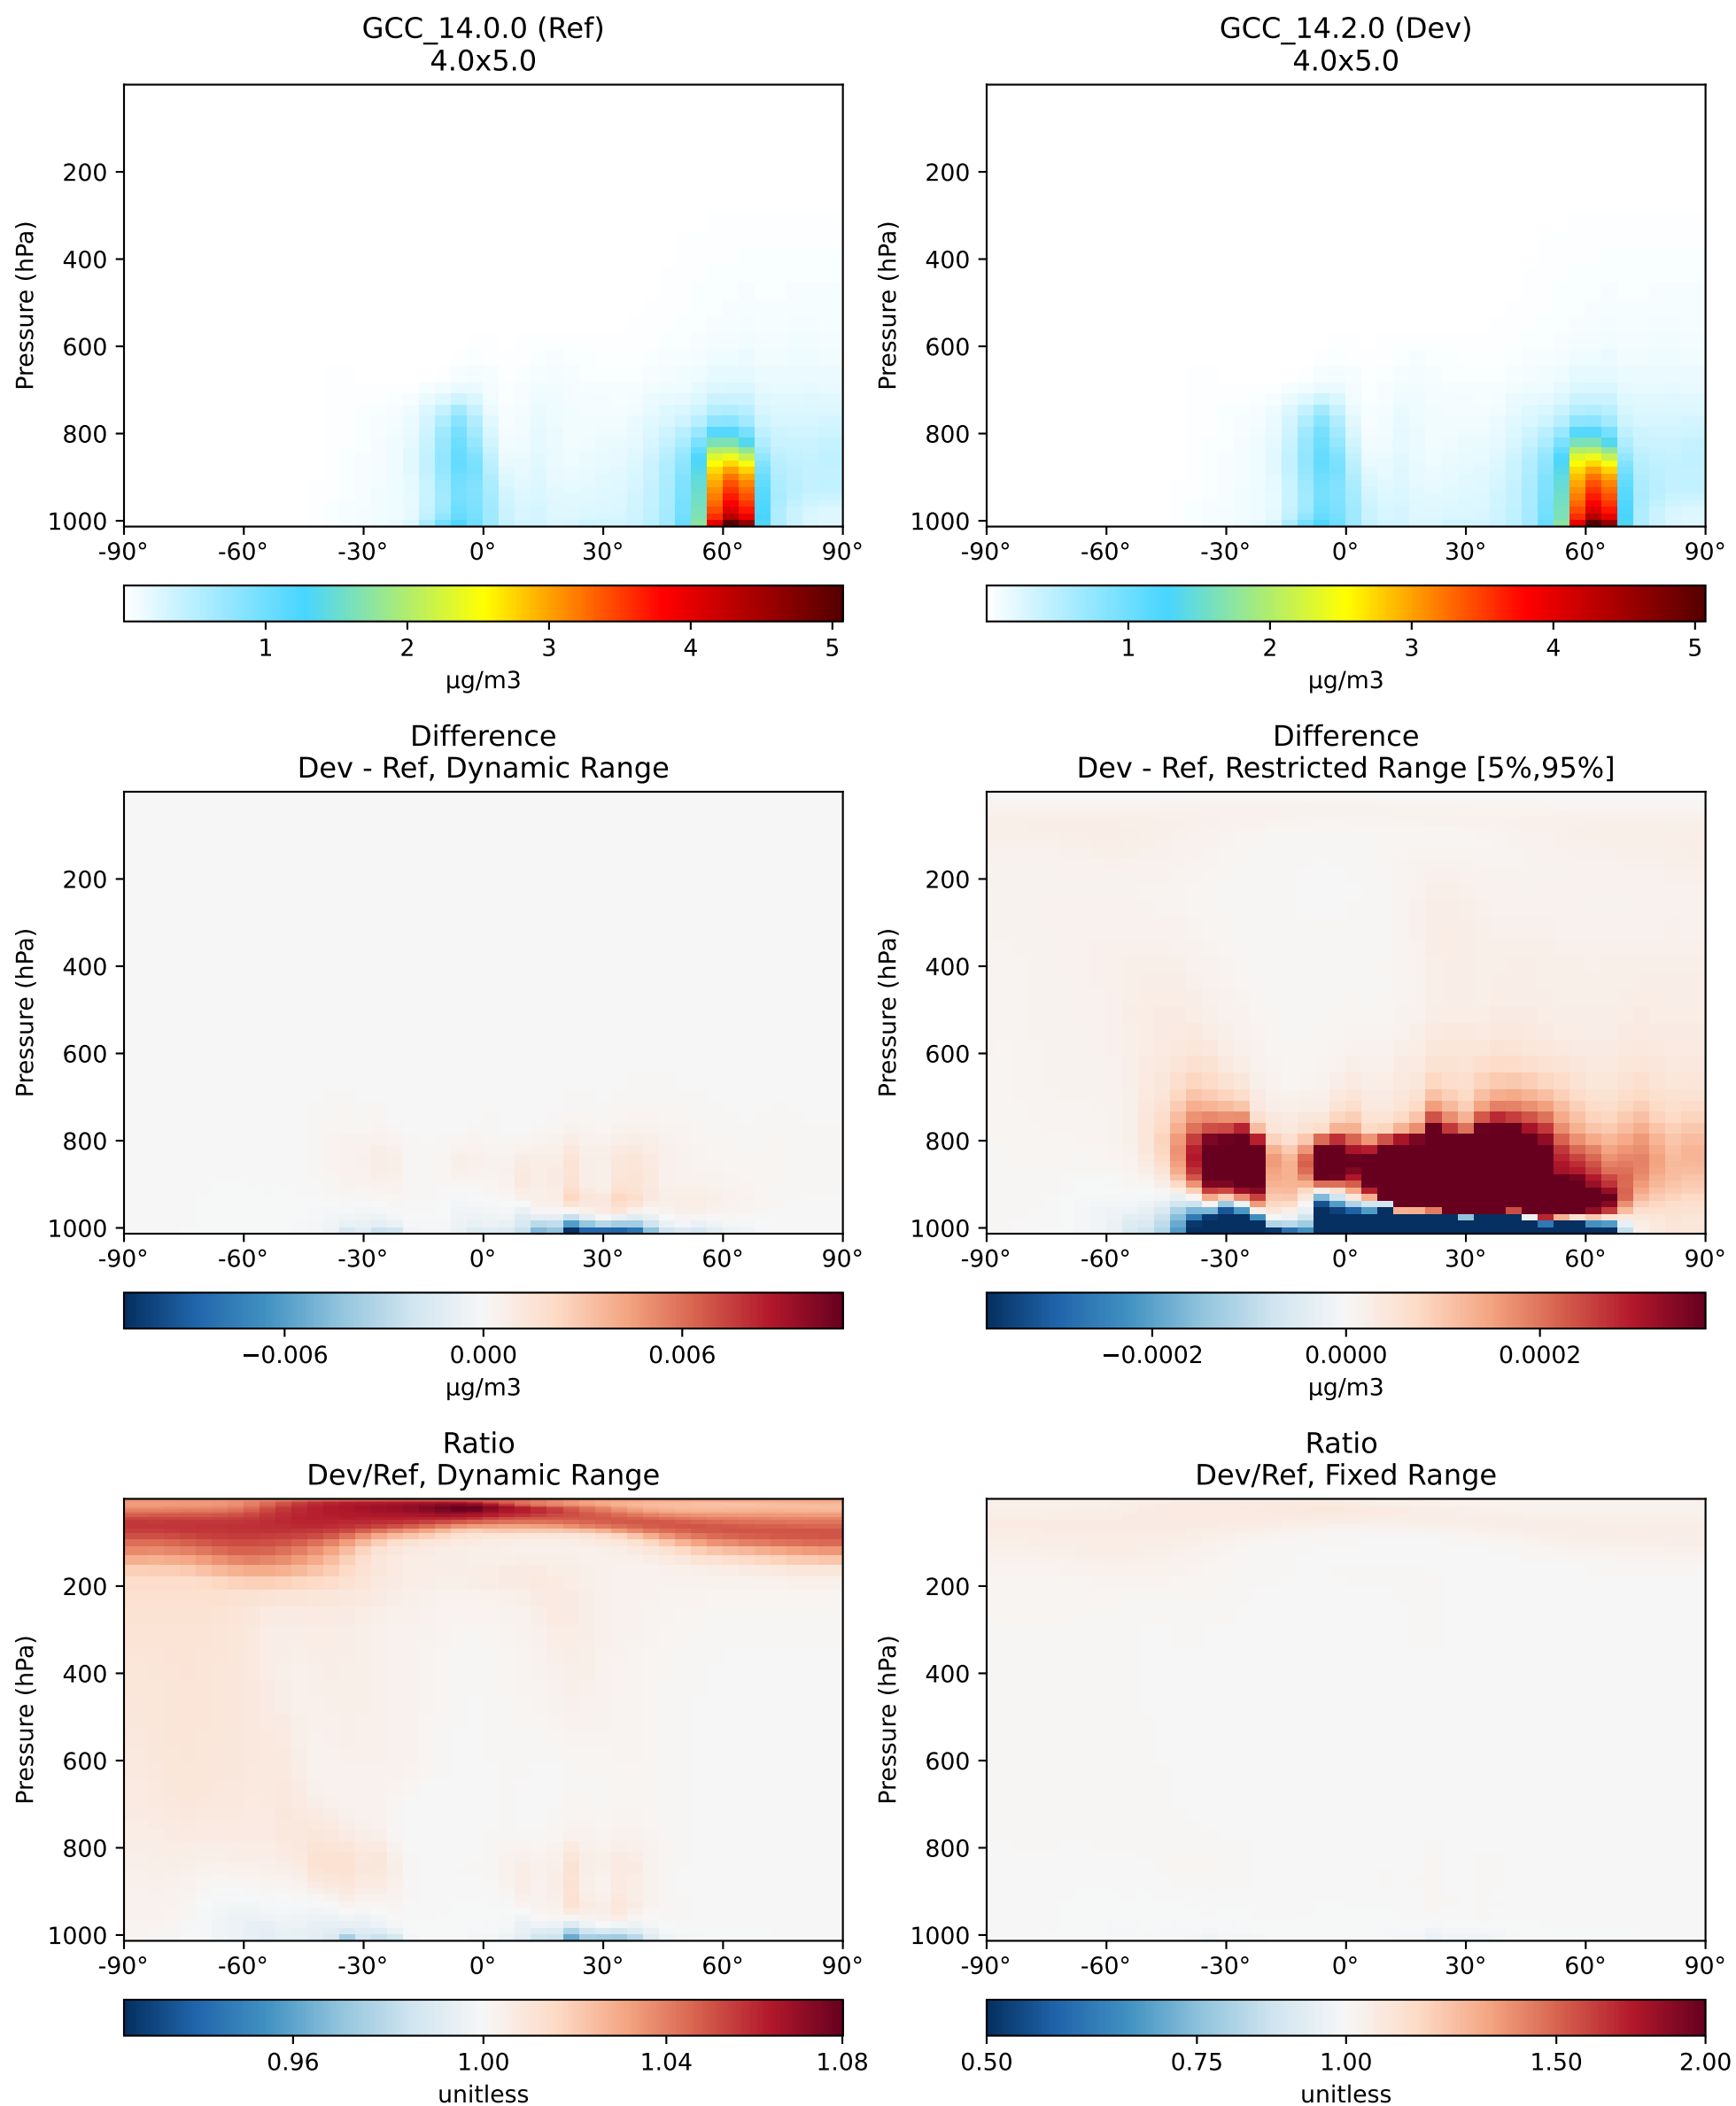 GCC_14.0.0 (Ref)
4.0x5.0
Pressure (hPa)
200
400
600
800
1000
-90° -60° -30° 0° 30° 60° 90°
1 2 3 4 5
μg/m3
GCC_14.2.0 (Dev)
4.0x5.0
Pressure (hPa)
200
400
600
800
1000
-90° -60° -30° 0° 30° 60° 90°
1 2 3 4 5
μg/m3
Difference
Dev - Ref, Dynamic Range
Pressure (hPa)
200
400
600
800
1000
-90° -60° -30° 0° 30° 60° 90°
−0.006 0.000 0.006
μg/m3
Difference
Dev - Ref, Restricted Range [5%,95%]
Pressure (hPa)
200
400
600
800
1000
-90° -60° -30° 0° 30° 60° 90°
−0.0002 0.0000 0.0002
μg/m3
Ratio
Dev/Ref, Dynamic Range
Pressure (hPa)
200
400
600
800
1000
-90° -60° -30° 0° 30° 60° 90°
0.96 1.00 1.04 1.08
unitless
Ratio
Dev/Ref, Fixed Range
Pressure (hPa)
200
400
600
800
1000
-90° -60° -30° 0° 30° 60° 90°
0.50 0.75 1.00 1.50 2.00
unitless